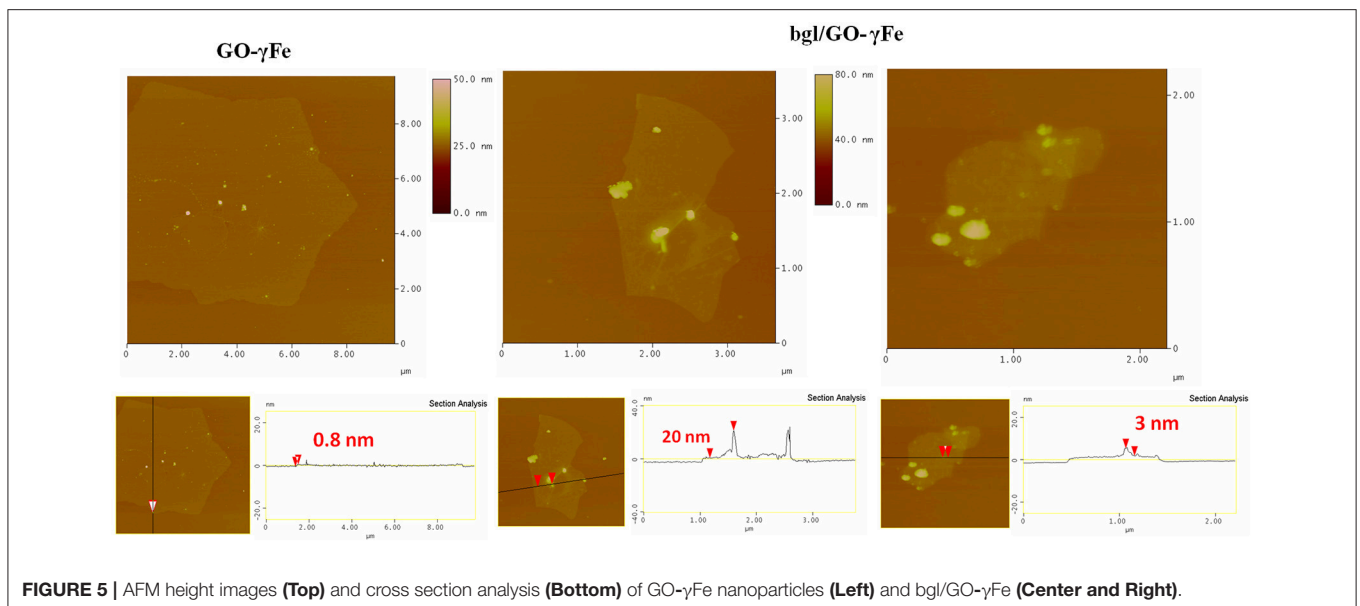 GO-γFe
bgl/GO-γFe
50.0 nm
25.0 nm
0.0 nm
80.0 nm
40.0 nm
0.0 nm
8.00
6.00
4.00
2.00
0
0 2.00 4.00 6.00 8.00
μm
3.00
2.00
1.00
0
0 1.00 2.00 3.00
μm
2.00
1.00
0
0 1.00 2.00
μm
nm
Section Analysis
20.0
0
-20.0
0.8 nm
0 2.00 4.00 6.00 8.00
μm
nm
Section Analysis
40.0
0
-40.0
20 nm
0 1.00 2.00 3.00
μm
nm
Section Analysis
20.0
0
-20.0
3 nm
0 1.00 2.00
μm
FIGURE 5 | AFM height images (Top) and cross section analysis (Bottom) of GO-γFe nanoparticles (Left) and bgl/GO-γFe (Center and Right).